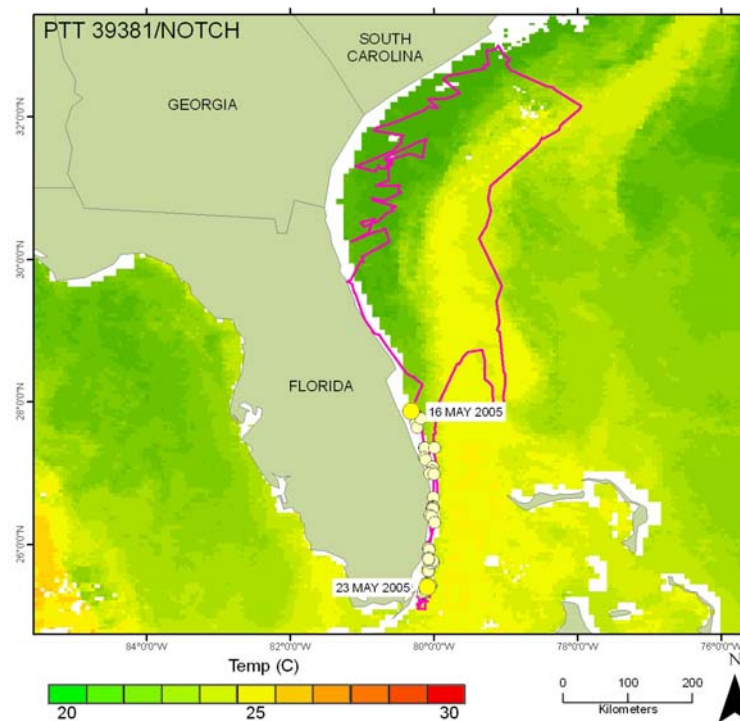 PTT 39381/NOTCH
SOUTH
CAROLINA
GEORGIA
32°0'0"N
30°0'0"N
FLORIDA
28°0'0"N
16 MAY 2005
26°0'0"N
23 MAY 2005
84°0'0"W
82°0'0"W
80°0'0"W
78°0'0"W
76°0'0"W
N
Temp (C)
20
25
30
0
100
200
Kilometers